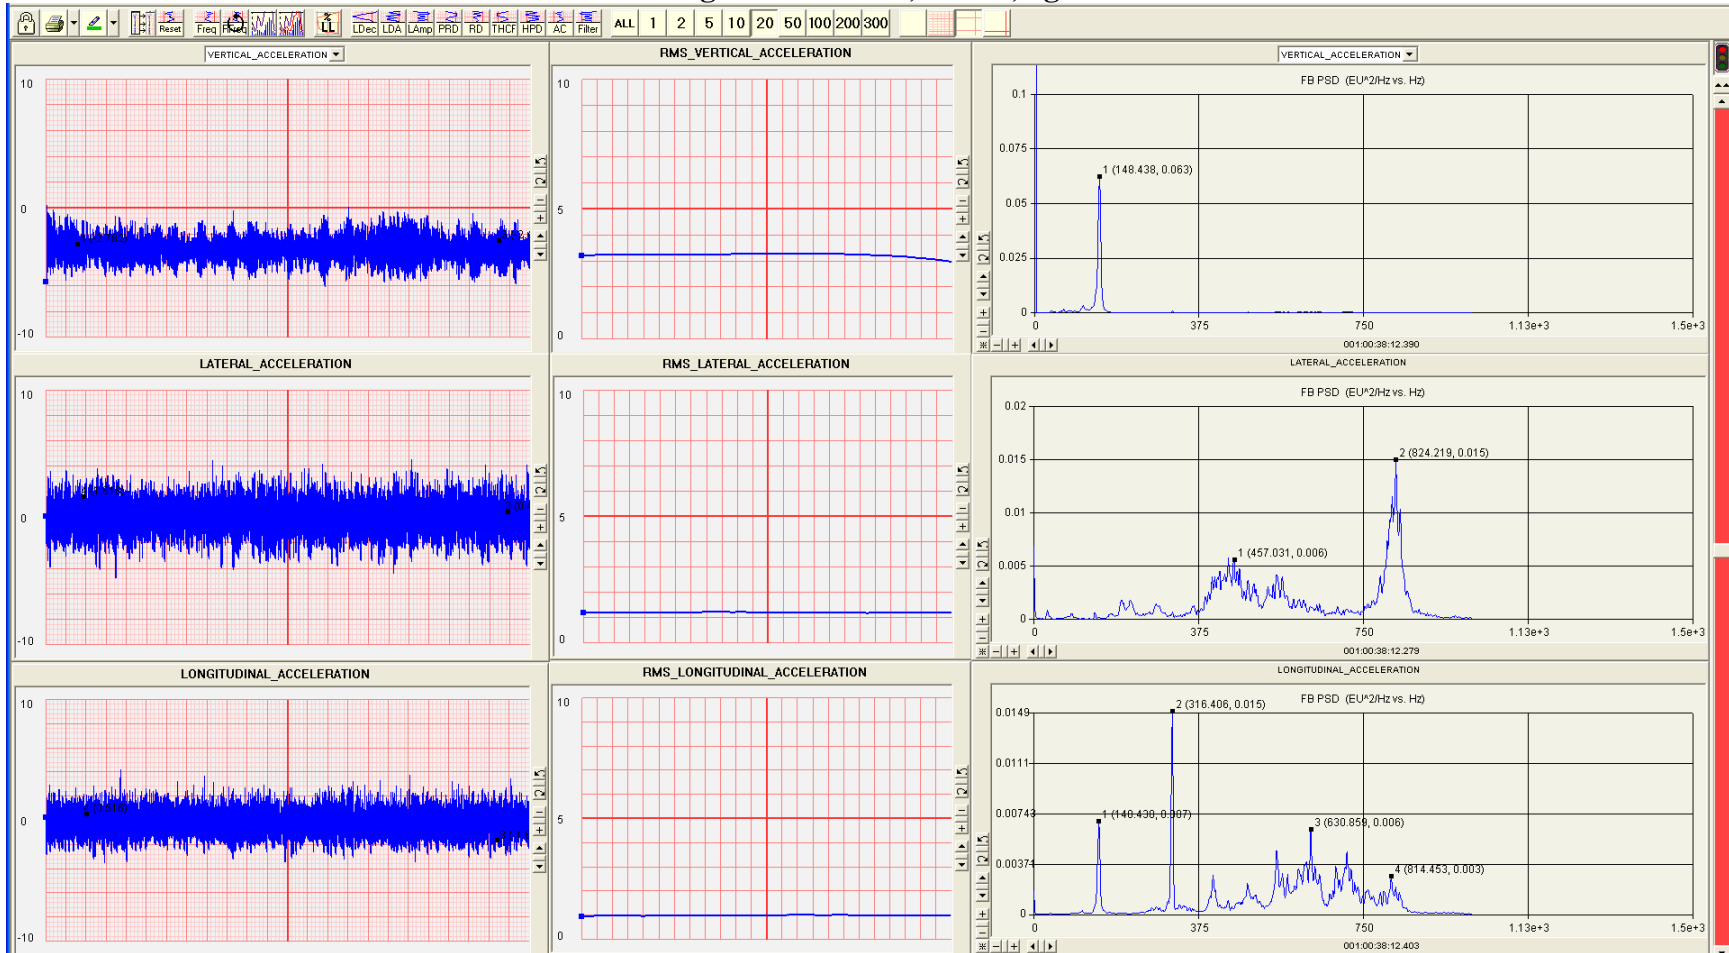 Reset Freq LL LDec LDA LAmp PRD RD THCF HPD AC Filter ALL 1 2 5 10 20 50 100 200 300
VERTICAL_ACCELERATION
10
0
-10
RMS_VERTICAL_ACCELERATION
10
5
0
VERTICAL_ACCELERATION
FB PSD (EU^2/Hz vs. Hz)
0.1
0.075
0.05
0.025
0
1 (148.438, 0.063)
0 375 750 1.13e+3 1.5e+3
001:00:38:12.390
LATERAL_ACCELERATION
10
0
-10
RMS_LATERAL_ACCELERATION
10
5
0
LATERAL_ACCELERATION
FB PSD (EU^2/Hz vs. Hz)
0.02
0.015
0.01
0.005
0
2 (824.219, 0.015)
1 (457.031, 0.006)
0 375 750 1.13e+3 1.5e+3
001:00:38:12.279
LONGITUDINAL_ACCELERATION
10
0
-10
RMS_LONGITUDINAL_ACCELERATION
10
5
0
LONGITUDINAL_ACCELERATION
FB PSD (EU^2/Hz vs. Hz)
0.0149
0.0111
0.00743
0.00371
0
2 (316.406, 0.015)
1 (148.438, 0.007)
3 (630.859, 0.006)
4 (814.453, 0.003)
0 375 750 1.13e+3 1.5e+3
001:00:38:12.403